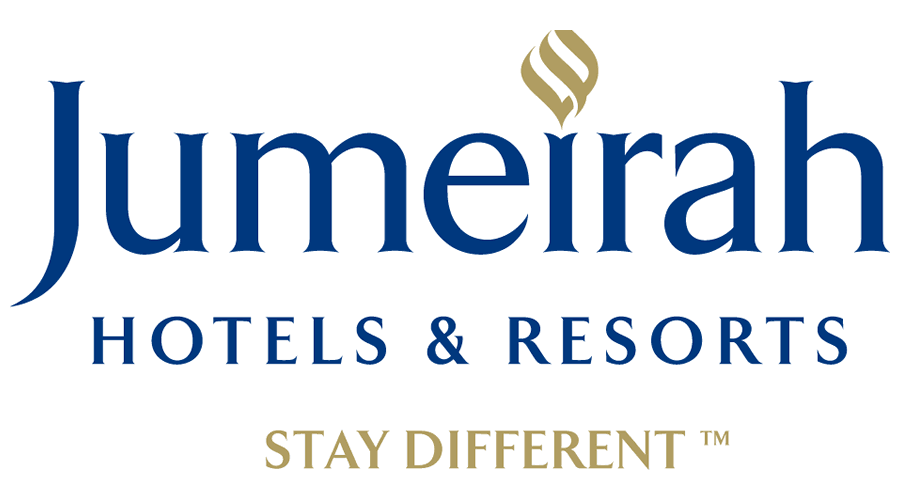 Jumeirah
HOTELS & RESORTS
STAY DIFFERENT ™